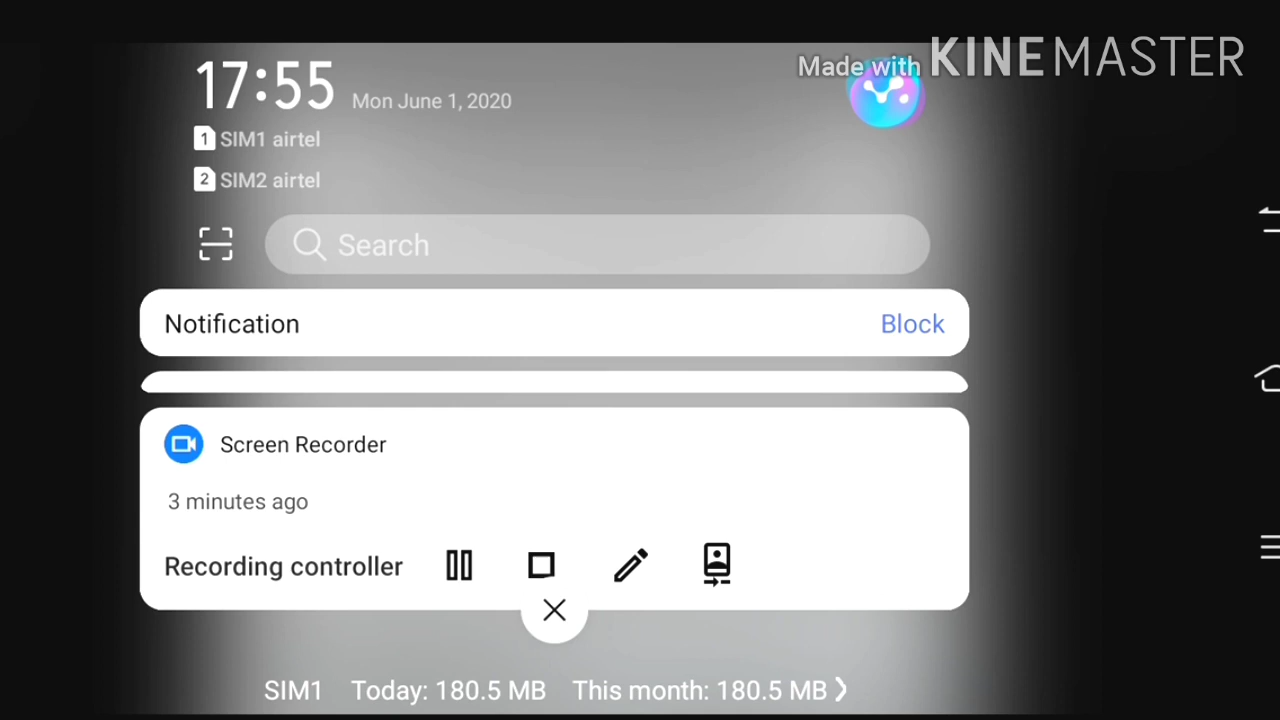 Made with KINEMASTER
17:55 Mon June 1, 2020
1 SIM1 airtel
2 SIM2 airtel
Search
Notification Block
Screen Recorder
3 minutes ago
Recording controller
SIM1 Today: 180.5 MB This month: 180.5 MB